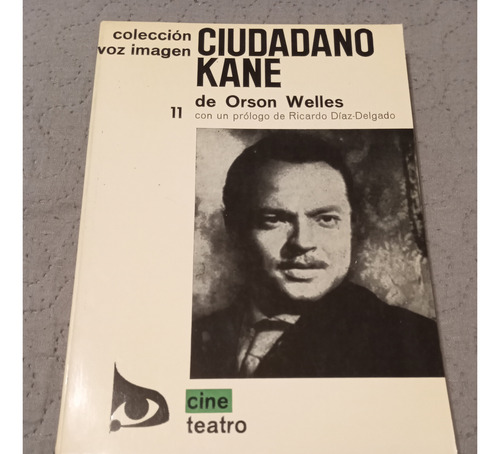 colección
voz imagen
CIUDADANO
KANE
de Orson Welles
11
con un prólogo de Ricardo Díaz-Delgado
cine
teatro